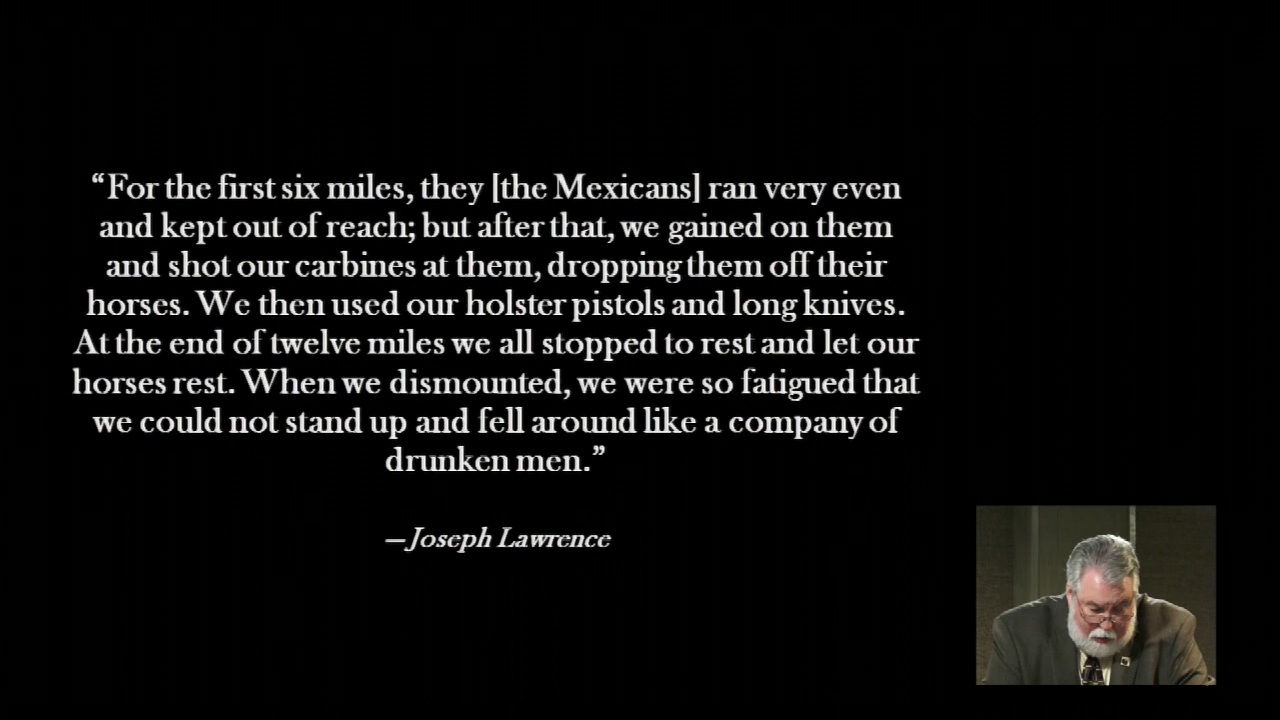 “For the first six miles, they [the Mexicans] ran very even
and kept out of reach; but after that, we gained on them
and shot our carbines at them, dropping them off their
horses. We then used our holster pistols and long knives.
At the end of twelve miles we all stopped to rest and let our
horses rest. When we dismounted, we were so fatigued that
we could not stand up and fell around like a company of
drunken men.”
—Joseph Lawrence